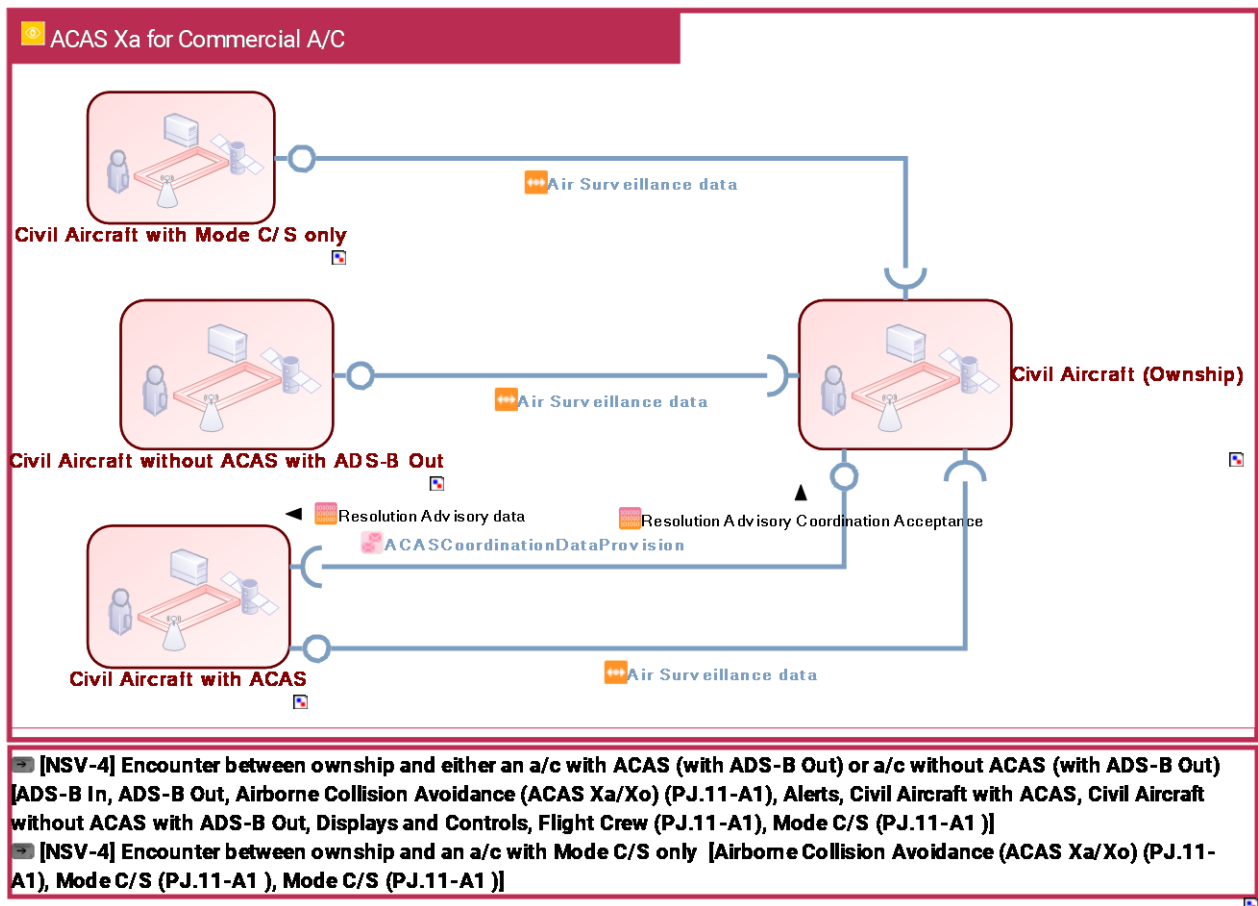 ACAS Xa for Commercial A/C
Air Surveillance data
Civil Aircraft with Mode C/S only
Civil Aircraft (Ownship)
Air Surveillance data
Civil Aircraft without ACAS with ADS-B Out
Resolution Advisory data
Resolution Advisory Coordination Acceptance
ACASCoordinationDataProvision
Air Surveillance data
Civil Aircraft with ACAS
[NSV-4] Encounter between ownship and either an a/c with ACAS (with ADS-B Out) or a/c without ACAS (with ADS-B Out)
[ADS-B In, ADS-B Out, Airborne Collision Avoidance (ACAS Xa/Xo) (PJ.11-A1), Alerts, Civil Aircraft with ACAS, Civil Aircraft
without ACAS with ADS-B Out, Displays and Controls, Flight Crew (PJ.11-A1), Mode C/S (PJ.11-A1 )]
[NSV-4] Encounter between ownship and an a/c with Mode C/S only [Airborne Collision Avoidance (ACAS Xa/Xo) (PJ.11-
A1), Mode C/S (PJ.11-A1 ), Mode C/S (PJ.11-A1 )]